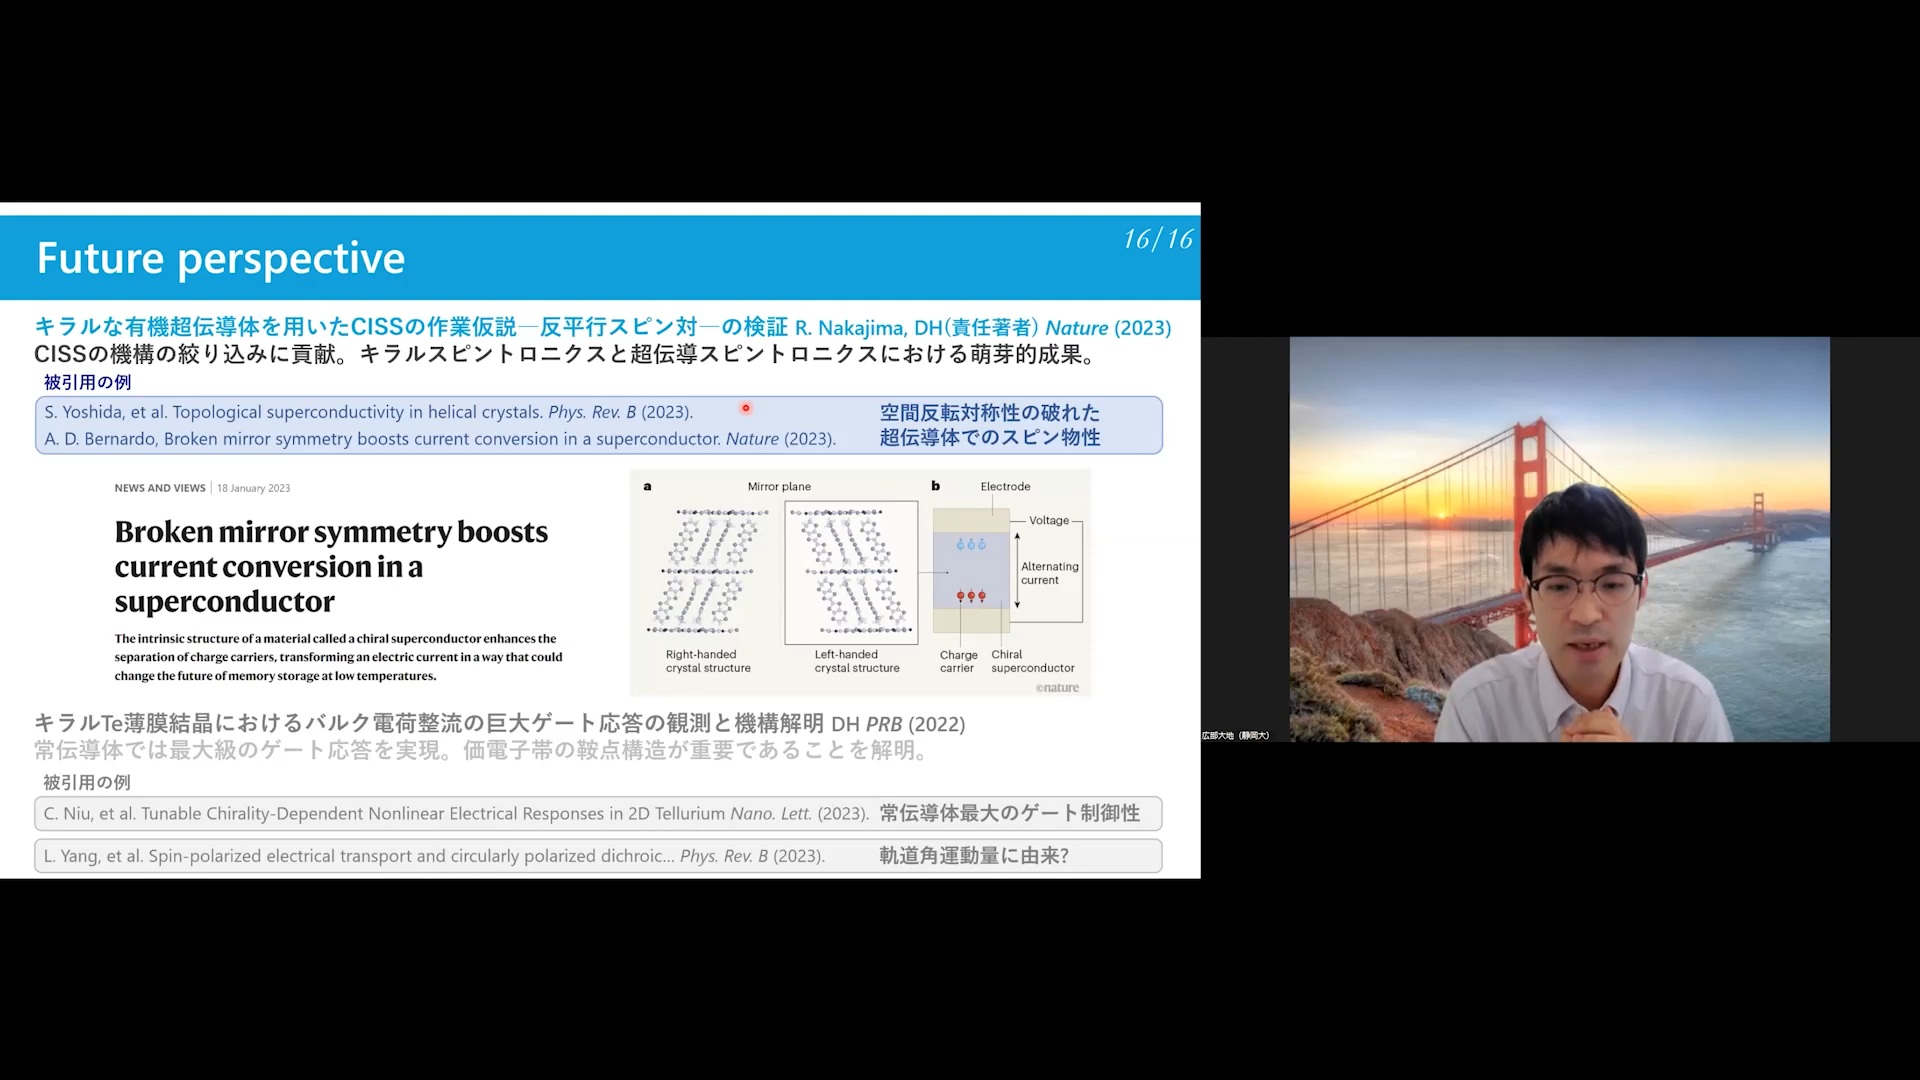 Future perspective
16/16
キラルな有機超伝導体を用いたCISSの作業仮説―反平行スピン対―の検証 R. Nakajima, DH(責任著者) Nature (2023)
CISSの機構の絞り込みに貢献。キラルスピントロニクスと超伝導スピントロニクスにおける萌芽的成果。
被引用の例
S. Yoshida, et al. Topological superconductivity in helical crystals. Phys. Rev. B (2023).
A. D. Bernardo, Broken mirror symmetry boosts current conversion in a superconductor. Nature (2023).
空間反転対称性の破れた
超伝導体でのスピン物性
NEWS AND VIEWS | 18 January 2023
Broken mirror symmetry boosts
current conversion in a
superconductor
The intrinsic structure of a material called a chiral superconductor enhances the
separation of charge carriers, transforming an electric current in a way that could
change the future of memory storage at low temperatures.
a
Mirror plane
Right-handed
crystal structure
Left-handed
crystal structure
b
Electrode
Voltage
Alternating
current
Charge
carrier
Chiral
superconductor
©nature
キラルTe薄膜結晶におけるバルク電荷整流の巨大ゲート応答の観測と機構解明 DH PRB (2022)
常伝導体では最大級のゲート応答を実現。価電子帯の鞍点構造が重要であることを解明。
被引用の例
C. Niu, et al. Tunable Chirality-Dependent Nonlinear Electrical Responses in 2D Tellurium Nano. Lett. (2023). 常伝導体最大のゲート制御性
L. Yang, et al. Spin-polarized electrical transport and circularly polarized dichroic... Phys. Rev. B (2023). 軌道角運動量に由来?
広部大地（静岡大）